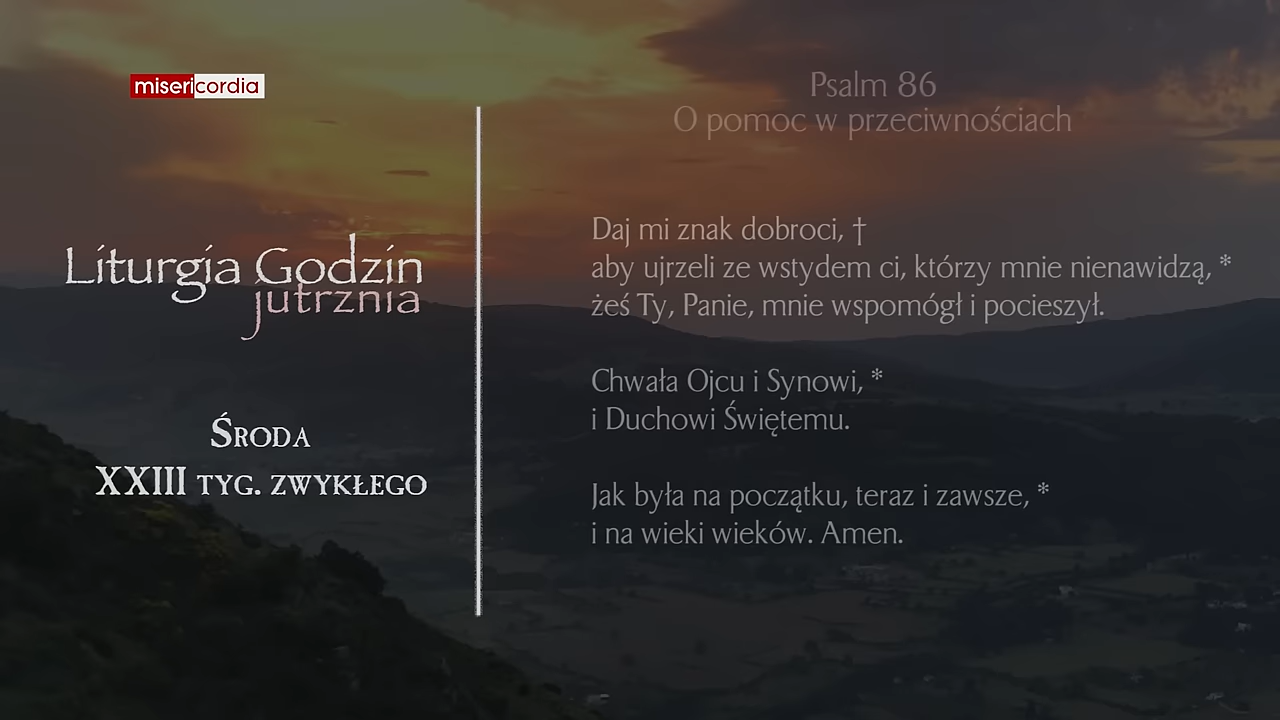 misericordia
Liturgia Godzin
jutrznia
Środa
XXIII tyg. zwykłego
Psalm 86
O pomoc w przeciwnościach
Daj mi znak dobroci, †
aby ujrzeli ze wstydem ci, którzy mnie nienawidzą, *
żeś Ty, Panie, mnie wspomógł i pocieszył.
Chwała Ojcu i Synowi, *
i Duchowi Świętemu.
Jak była na początku, teraz i zawsze, *
i na wieki wieków. Amen.